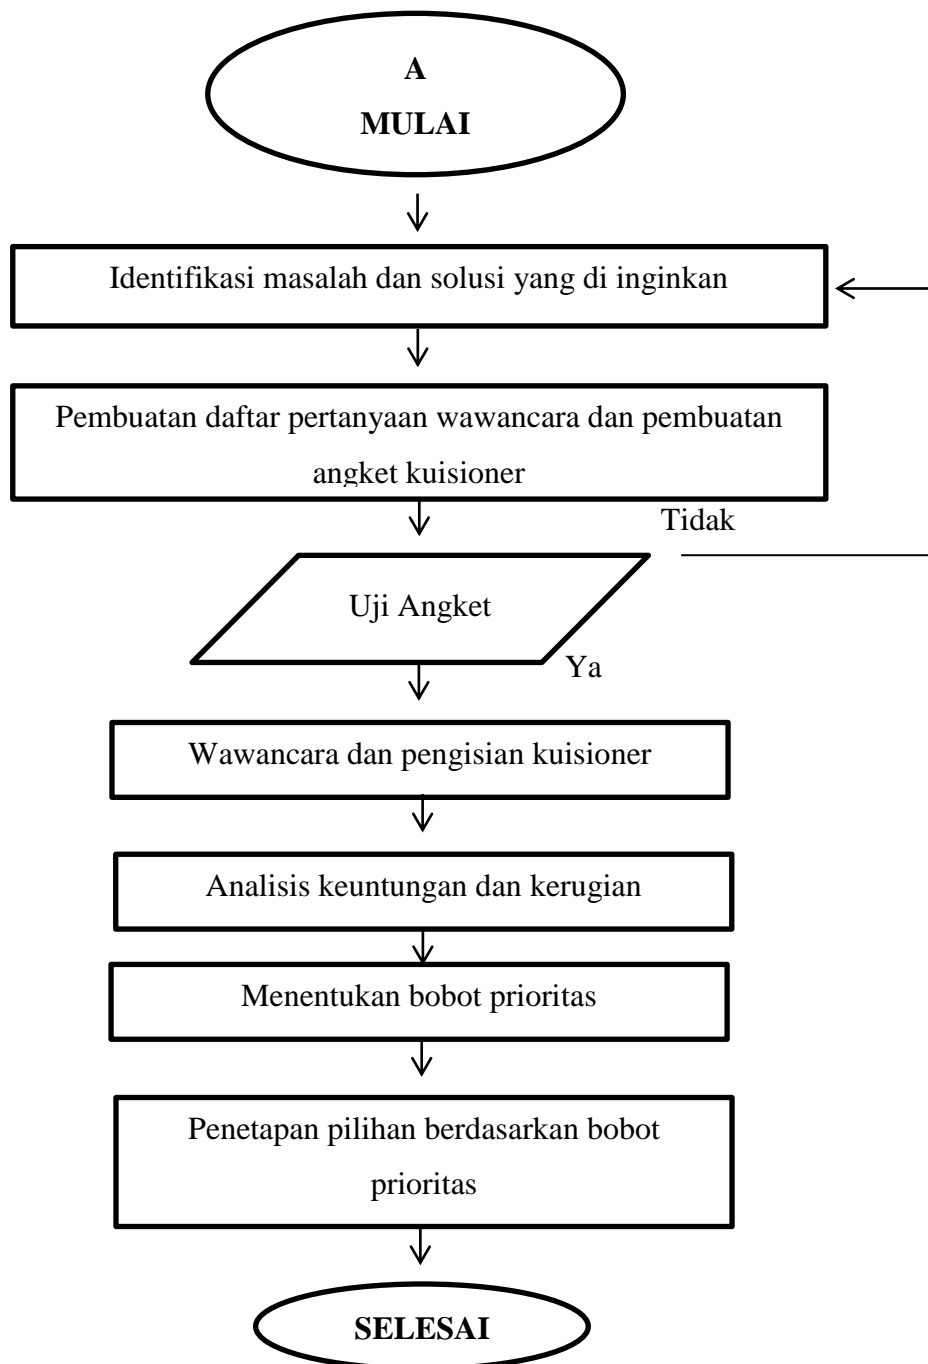 A
MULAI
Identifikasi masalah dan solusi yang di inginkan
Pembuatan daftar pertanyaan wawancara dan pembuatan
angket kuisioner
Tidak
Uji Angket
Ya
Wawancara dan pengisian kuisioner
Analisis keuntungan dan kerugian
Menentukan bobot prioritas
Penetapan pilihan berdasarkan bobot
prioritas
SELESAI